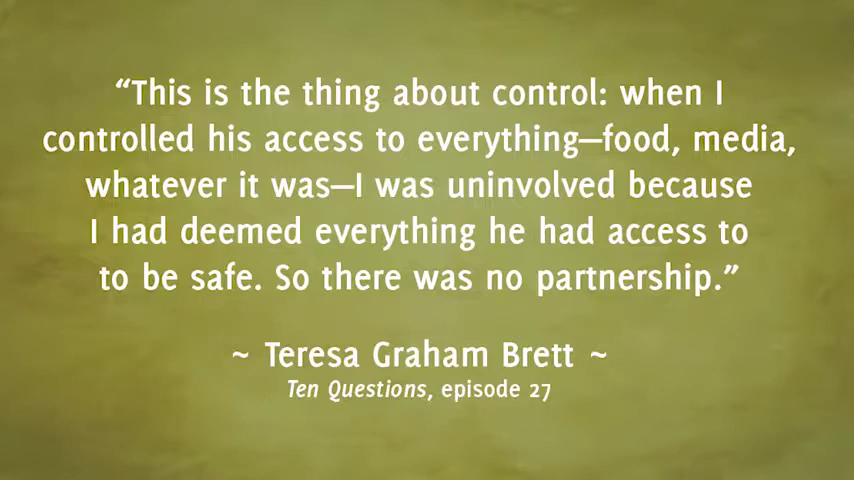 “This is the thing about control: when I
controlled his access to everything—food, media,
whatever it was—I was uninvolved because
I had deemed everything he had access to
to be safe. So there was no partnership.”
~ Teresa Graham Brett ~
Ten Questions, episode 27